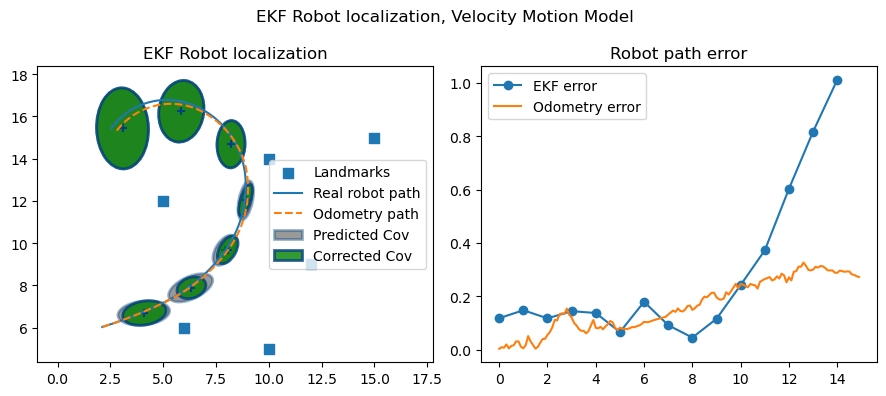 EKF Robot localization, Velocity Motion Model
EKF Robot localization
18
16
14
12
10
8
6
0.0 2.5 5.0 7.5 10.0 12.5 15.0 17.5
Landmarks
Real robot path
Odometry path
Predicted Cov
Corrected Cov
Robot path error
1.0
0.8
0.6
0.4
0.2
0.0
0 2 4 6 8 10 12 14
EKF error
Odometry error